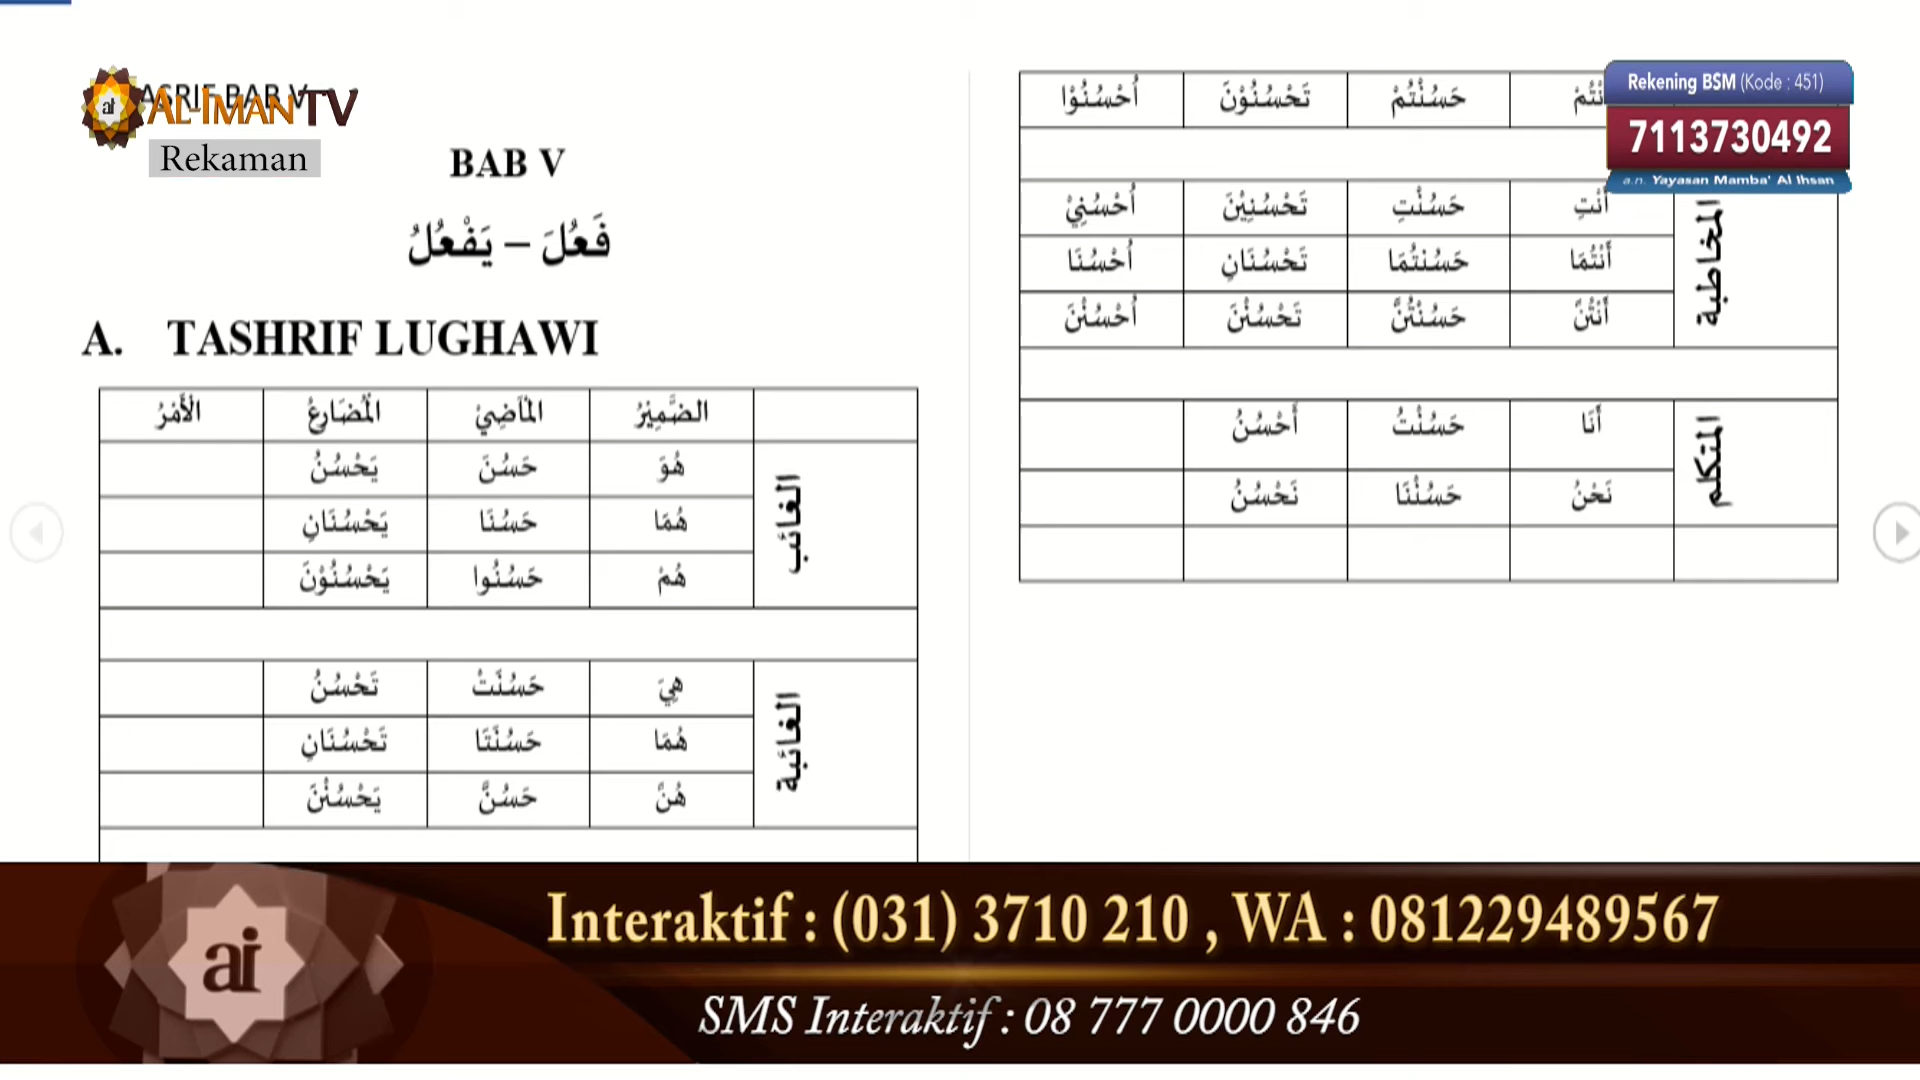 AL-IMAN TV
Rekaman
BAB V
فَعُلَ – يَفْعُلُ
A. TASHRIF LUGHAWI
الضَّمِيْرُ الْمَاضِيْ الْمُضَارِعُ الْأَمْرُ
الغائب
هُوَ حَسُنَ يَحْسُنُ
هُمَا حَسُنَا يَحْسُنَانِ
هُمْ حَسُنُوا يَحْسُنُوْنَ
الغائبة
هِيَ حَسُنَتْ تَحْسُنُ
هُمَا حَسُنَتَا تَحْسُنَانِ
هُنَّ حَسُنَّ يَحْسُنْنَ
حَسُنْتُمْ تَحْسُنُوْنَ أُحْسُنُوْا
المخاطبة
أَنْتِ حَسُنْتِ تَحْسُنِيْنَ أُحْسُنِيْ
أَنْتُمَا حَسُنْتُمَا تَحْسُنَانِ أُحْسُنَا
أَنْتُنَّ حَسُنْتُنَّ تَحْسُنْنَ أُحْسُنْنَ
المتكلم
أَنَا حَسُنْتُ أَحْسُنُ
نَحْنُ حَسُنْنَا نَحْسُنُ
Rekening BSM (Kode : 451)
7113730492
a.n. Yayasan Mamba' Al Ihsan
ai
Interaktif : (031) 3710 210 , WA : 081229489567
SMS Interaktif : 08 777 0000 846